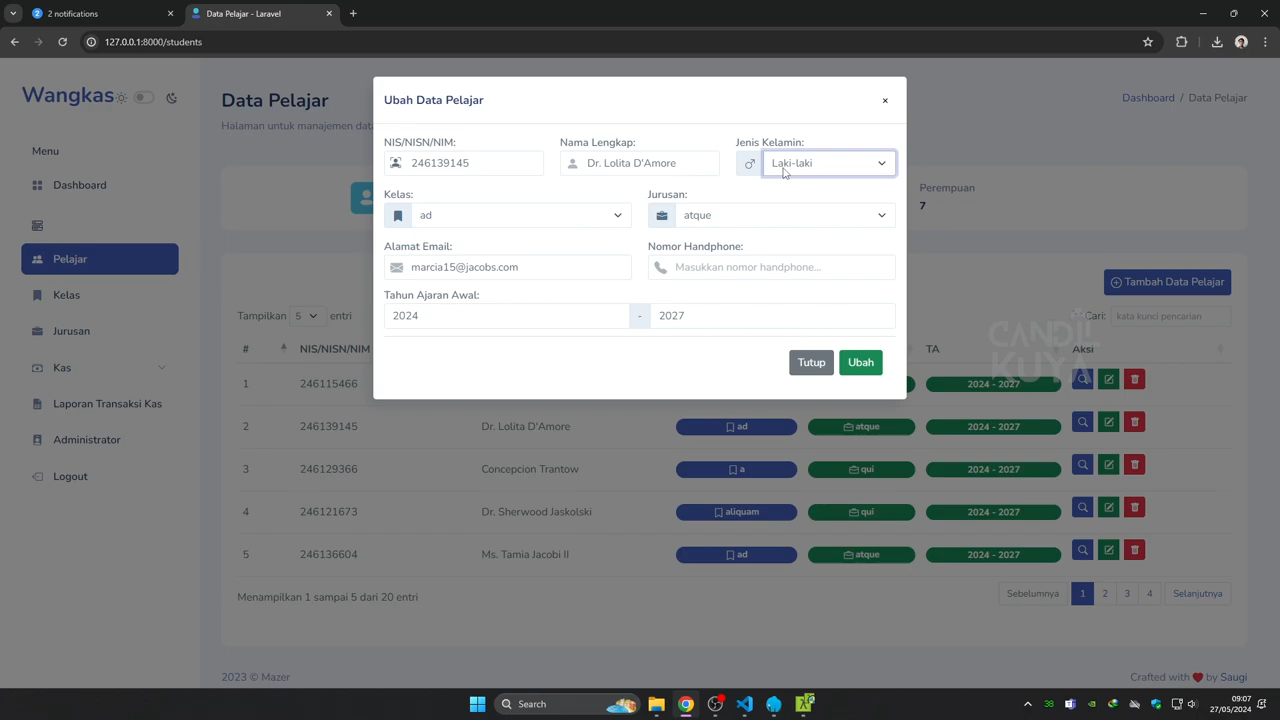 2 notifications
Data Pelajar - Laravel
127.0.0.1:8000/students
Wangkas
Data Pelajar
Dashboard / Data Pelajar
Halaman untuk manajemen dat
Menu
Dashboard
Pelajar
Kelas
Jurusan
Kas
Laporan Transaksi Kas
Administrator
Logout
Perempuan
7
Ubah Data Pelajar
×
NIS/NISN/NIM:
Nama Lengkap:
Jenis Kelamin:
246139145
Dr. Lolita D'Amore
Laki-laki
Kelas:
Jurusan:
ad
atque
Alamat Email:
Nomor Handphone:
marcia15@jacobs.com
Masukkan nomor handphone...
Tahun Ajaran Awal:
2024 - 2027
Tutup
Ubah
Tambah Data Pelajar
Tampilkan 5 entri
Cari: kata kunci pencarian
CANDIL
KUYA
# NIS/NISN/NIM TA Aksi
1 246115466 2024 - 2027
2 246139145 Dr. Lolita D'Amore ad atque 2024 - 2027
3 246129366 Concepcion Trantow a qui 2024 - 2027
4 246121673 Dr. Sherwood Jaskolski aliquam qui 2024 - 2027
5 246136604 Ms. Tamia Jacobi II ad atque 2024 - 2027
Menampilkan 1 sampai 5 dari 20 entri
Sebelumnya 1 2 3 4 Selanjutnya
2023 © Mazer
Crafted with ❤ by Saugi
Search
38
09:07
27/05/2024